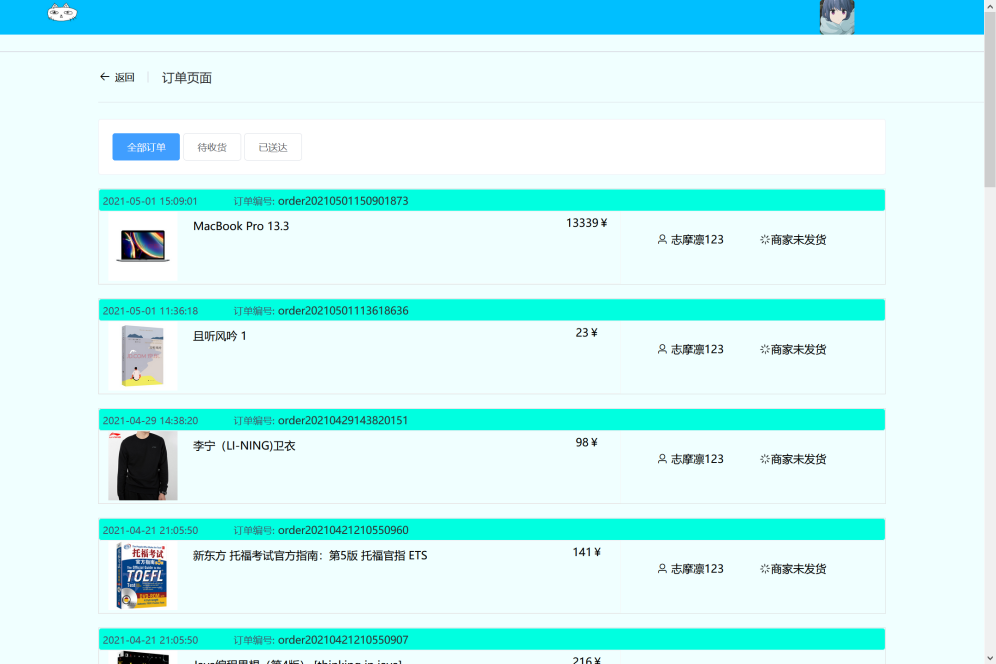 返回
订单页面
全部订单 待收货 已送达
2021-05-01 15:09:01 订单编号: order20210501150901873
MacBook Pro 13.3 13339 ¥
志摩凛123 商家未发货
2021-05-01 11:36:18 订单编号: order20210501113618636
且听风吟 1 23 ¥
志摩凛123 商家未发货
2021-04-29 14:38:20 订单编号: order20210429143820151
李宁（LI-NING)卫衣 98 ¥
志摩凛123 商家未发货
2021-04-21 21:05:50 订单编号: order20210421210550960
新东方 托福考试官方指南：第5版 托福官指 ETS 141 ¥
托福考试
官方指南
TOEFL
志摩凛123 商家未发货
2021-04-21 21:05:50 订单编号: order20210421210550907
Java编程思想（第4版） [thinking in java] 216 ¥